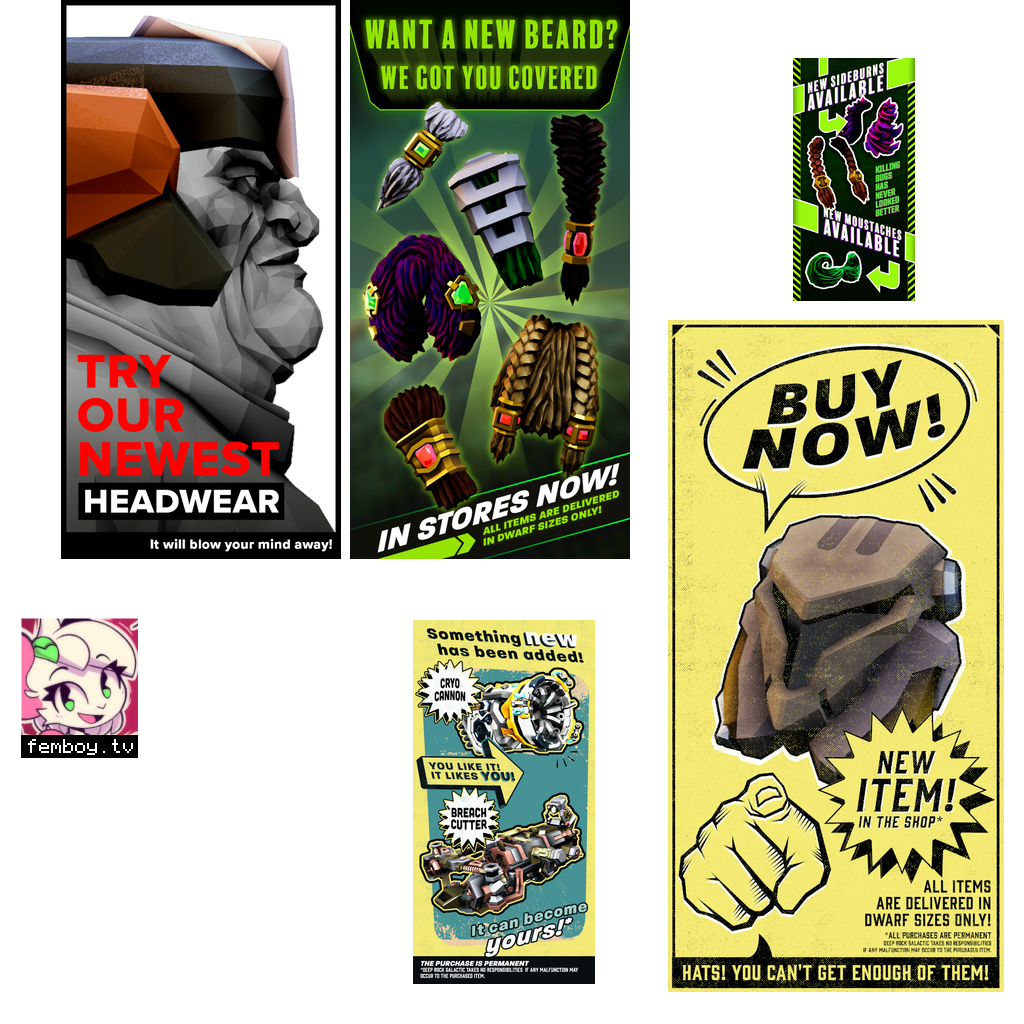 TRY
OUR
NEWEST
HEADWEAR
It will blow your mind away!
WANT A NEW BEARD?
WE GOT YOU COVERED
IN STORES NOW!
ALL ITEMS ARE DELIVERED
IN DWARF SIZES ONLY!
NEW SIDEBURNS
AVAILABLE
KILLING
BUGS
HAS
NEVER
LOOKED
BETTER
NEW MOUSTACHES
AVAILABLE
BUY
NOW!
NEW
ITEM!
IN THE SHOP*
ALL ITEMS
ARE DELIVERED IN
DWARF SIZES ONLY!
*ALL PURCHASES ARE PERMANENT
DEEP ROCK GALACTIC TAKES NO RESPONSIBILITIES
IF ANY MALFUNCTION MAY OCCUR TO THE PURCHASED ITEM.
HATS! YOU CAN'T GET ENOUGH OF THEM!
femboy.tv
Something new
has been added!
CRYO
CANNON
YOU LIKE IT!
IT LIKES YOU!
BREACH
CUTTER
It can become
yours!*
THE PURCHASE IS PERMANENT
*DEEP ROCK GALACTIC TAKES NO RESPONSIBILITIES IF ANY MALFUNCTION MAY
OCCUR TO THE PURCHASED ITEM.